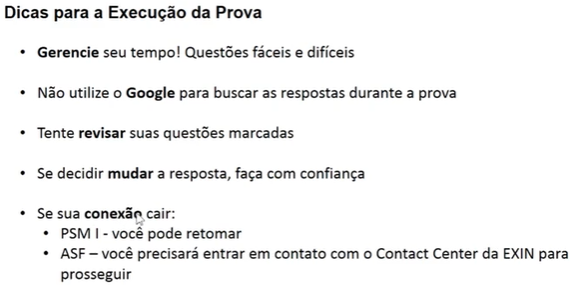 Dicas para a Execução da Prova
• Gerencie seu tempo! Questões fáceis e difíceis
• Não utilize o Google para buscar as respostas durante a prova
• Tente revisar suas questões marcadas
• Se decidir mudar a resposta, faça com confiança
• Se sua conexão cair:
• PSM I - você pode retomar
• ASF – você precisará entrar em contato com o Contact Center da EXIN para
prosseguir